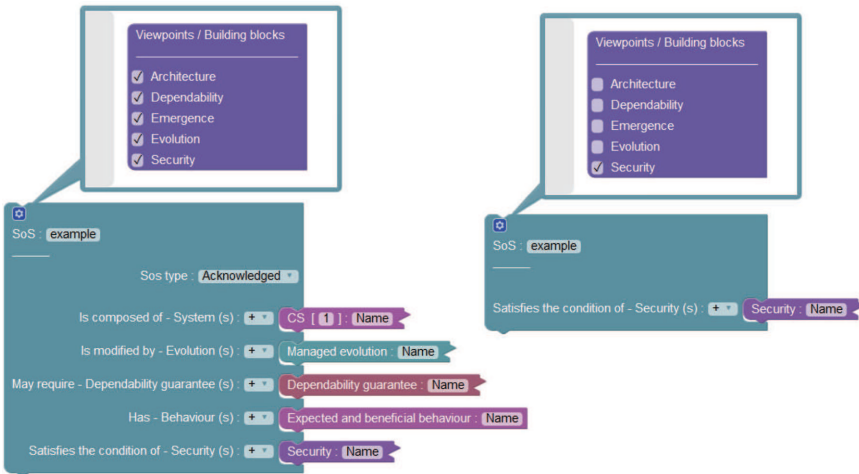 Viewpoints / Building blocks
Architecture
Dependability
Emergence
Evolution
Security
SoS : example
Sos type : Acknowledged
Is composed of - System (s) : + CS [ 1 ] : Name
Is modified by - Evolution (s) : + Managed evolution : Name
May require - Dependability guarantee (s) : + Dependability guarantee : Name
Has - Behaviour (s) : + Expected and beneficial behaviour : Name
Satisfies the condition of - Security (s) : + Security : Name
Viewpoints / Building blocks
Architecture
Dependability
Emergence
Evolution
Security
SoS : example
Satisfies the condition of - Security (s) : + Security : Name